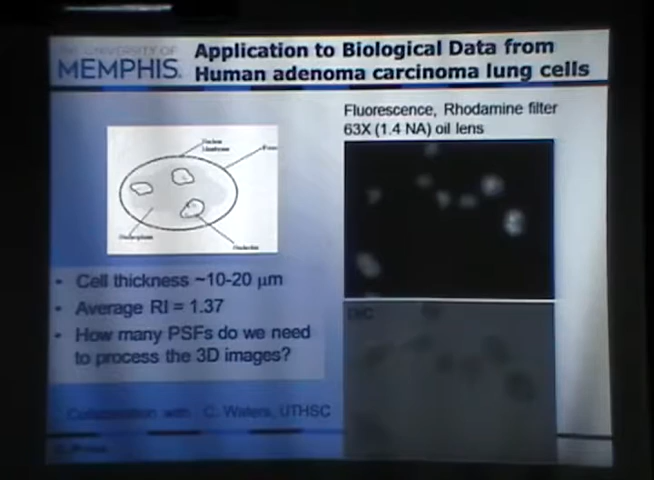 THE UNIVERSITY OF
MEMPHIS.
Application to Biological Data from
Human adenoma carcinoma lung cells
Fluorescence, Rhodamine filter
63X (1.4 NA) oil lens
• Cell thickness ~10-20 μm
• Average RI = 1.37
• How many PSFs do we need
to process the 3D images?
DIC
Collaboration with C. Waters, UTHSC